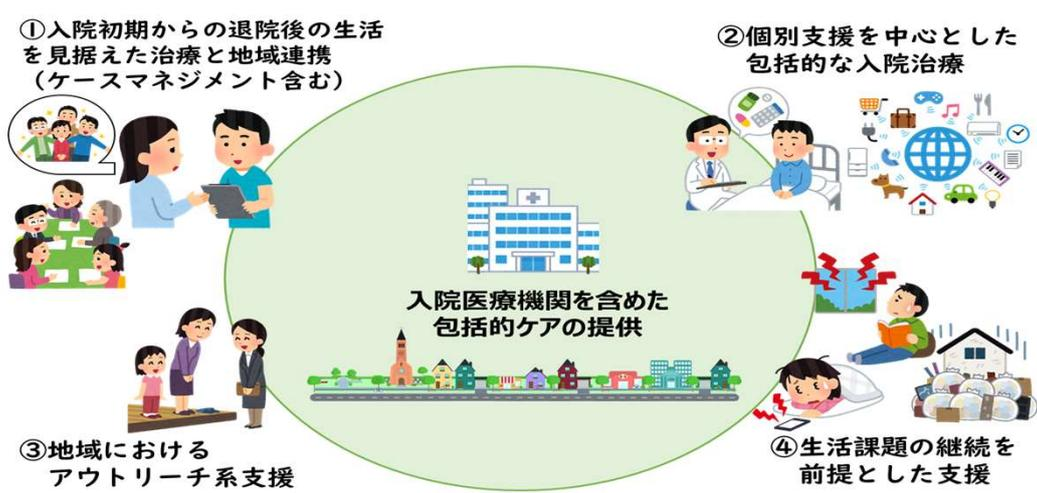 ①入院初期からの退院後の生活
を見据えた治療と地域連携
（ケースマネジメント含む）
②個別支援を中心とした
包括的な入院治療
入院医療機関を含めた
包括的ケアの提供
③地域における
アウトリーチ系支援
④生活課題の継続を
前提とした支援